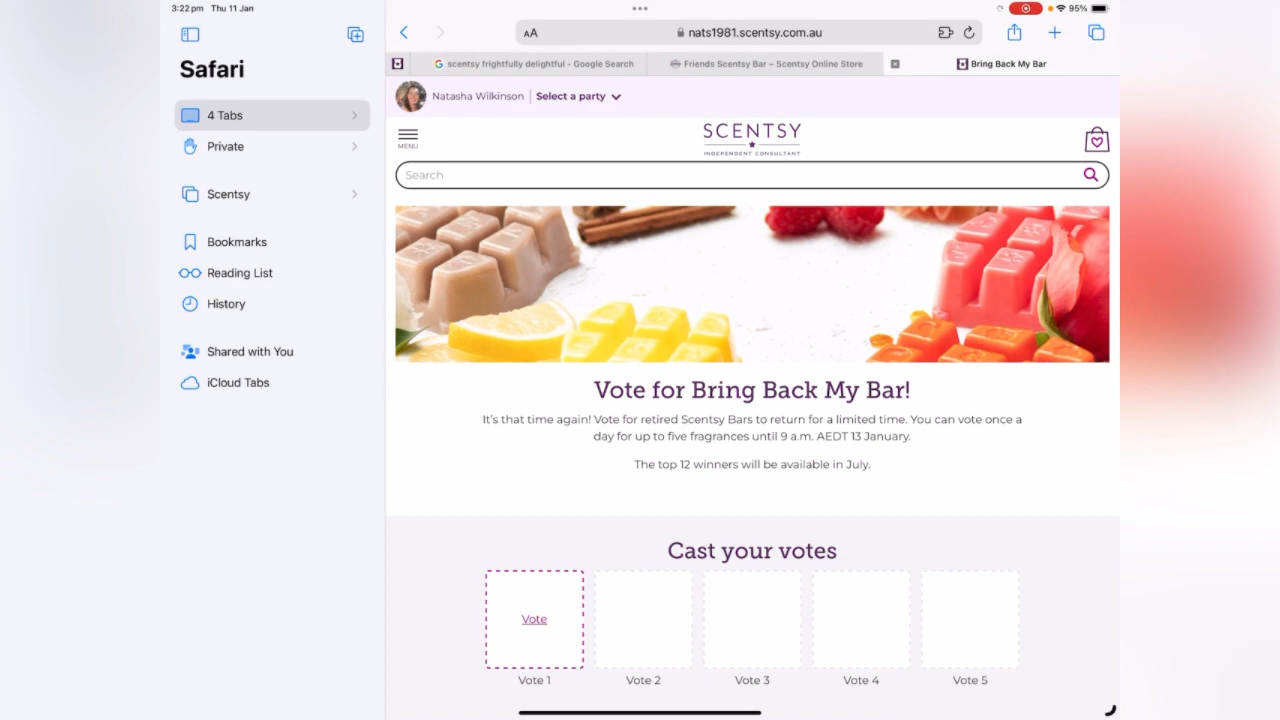 3:22 pm Thu 11 Jan
95%
Safari
4 Tabs
Private
Scentsy
Bookmarks
Reading List
History
Shared with You
iCloud Tabs
AA
nats1981.scentsy.com.au
scentsy frightfully delightful - Google Search
Friends Scentsy Bar – Scentsy Online Store
Bring Back My Bar
Natasha Wilkinson
Select a party
MENU
SCENTSY
INDEPENDENT CONSULTANT
Search
Vote for Bring Back My Bar!
It's that time again! Vote for retired Scentsy Bars to return for a limited time. You can vote once a
day for up to five fragrances until 9 a.m. AEDT 13 January.
The top 12 winners will be available in July.
Cast your votes
Vote
Vote 1
Vote 2
Vote 3
Vote 4
Vote 5